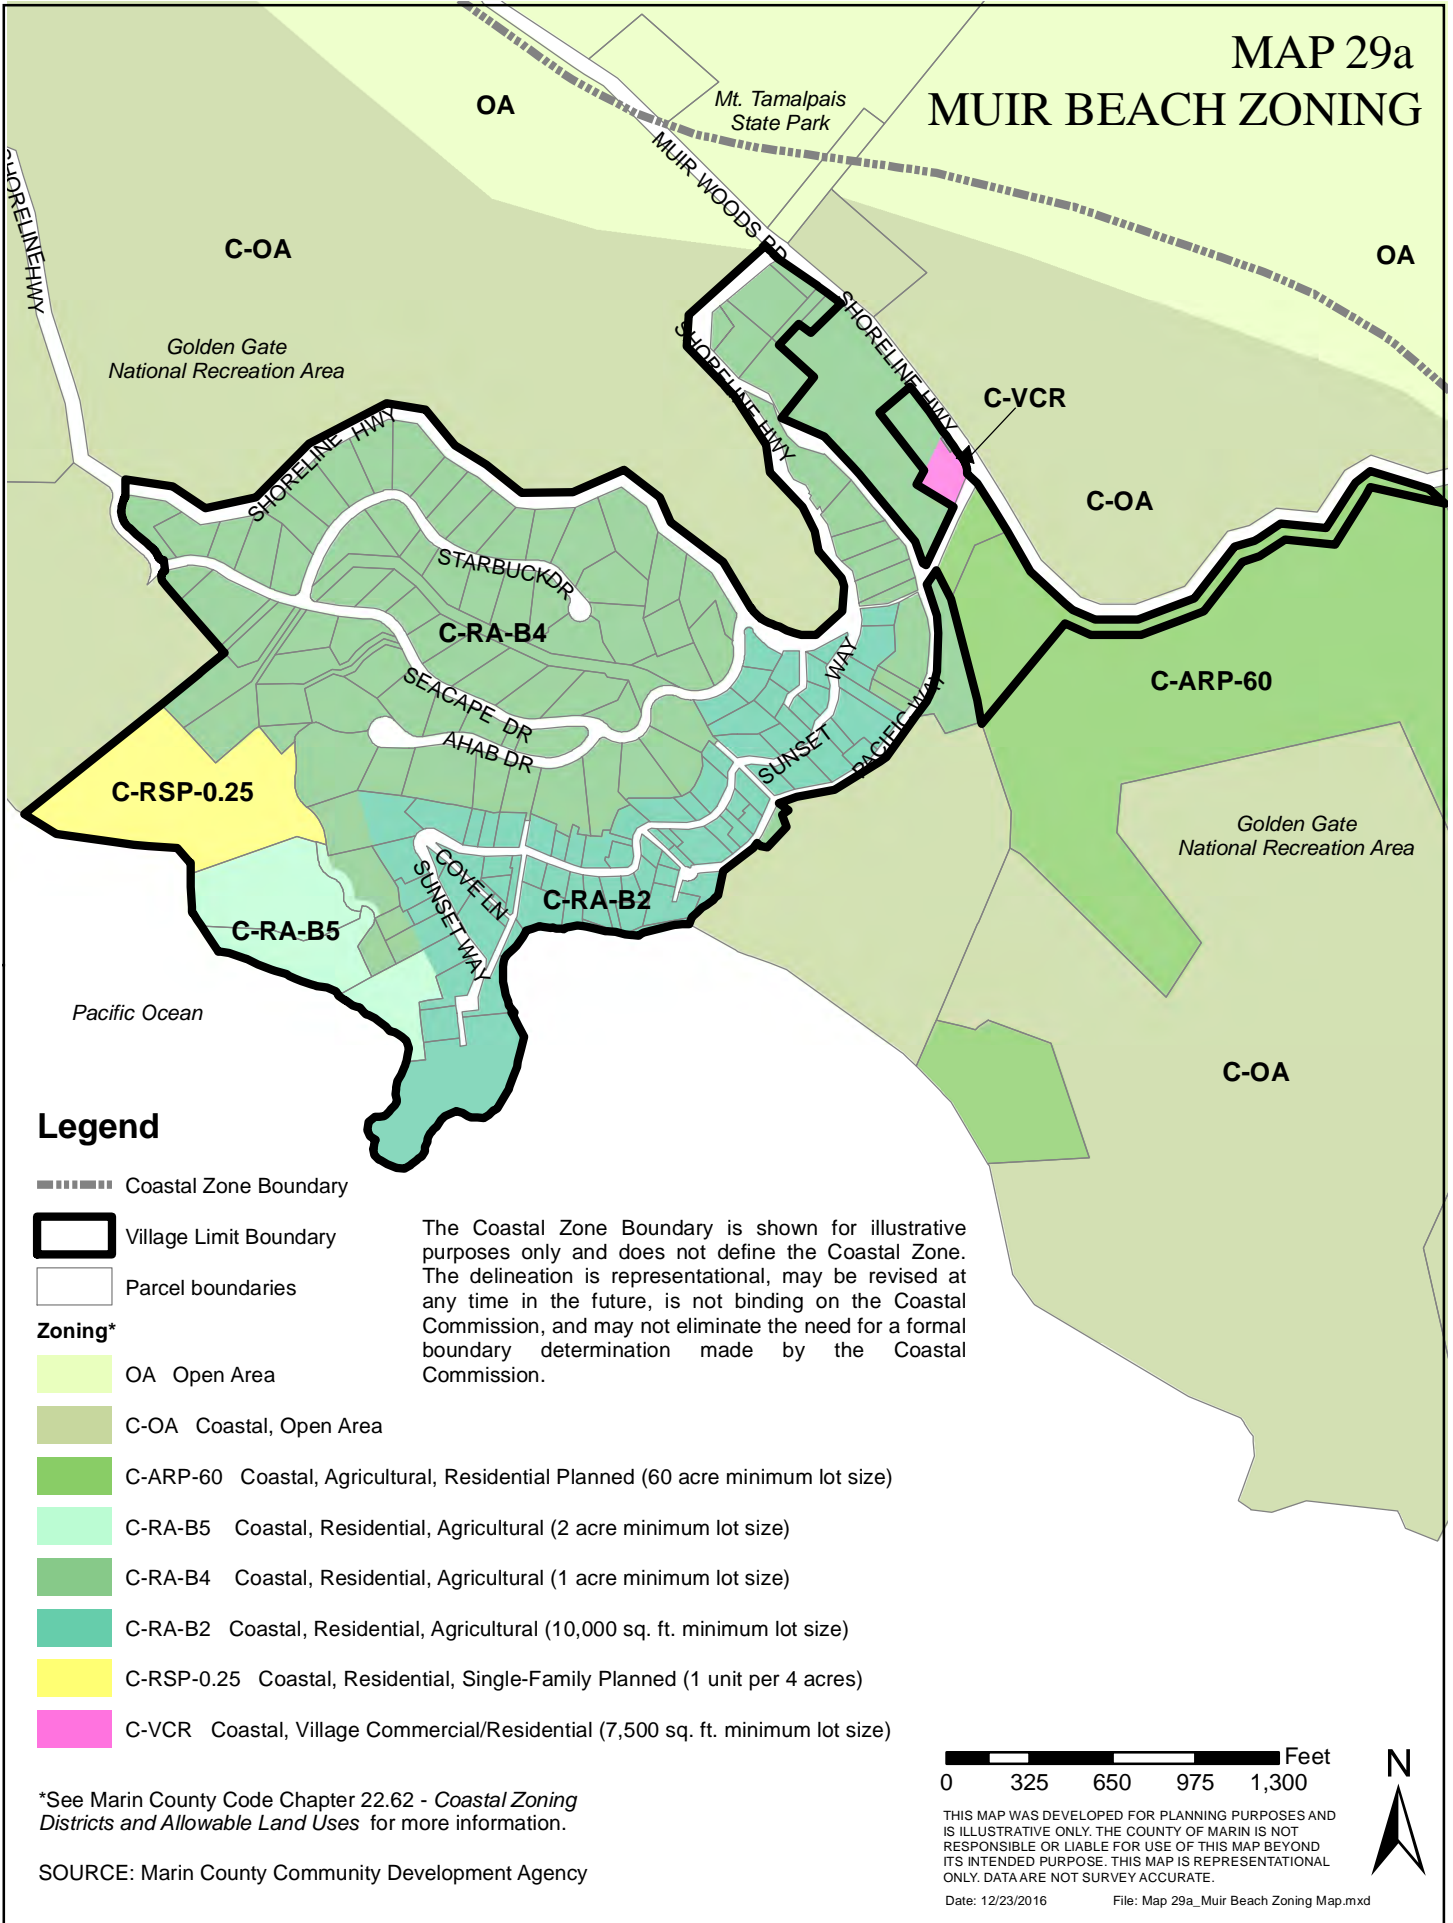 MAP 29a
MUIR BEACH ZONING
OA
Mt. Tamalpais
State Park
MUIR WOODS RD
SHORELINE HWY
C-OA
OA
Golden Gate
National Recreation Area
SHORELINE HWY
SHORELINE HWY
C-VCR
SHORELINE HWY
C-OA
STARBUCK DR
C-RA-B4
SEACAPE DR
AHAB DR
SUNSET WAY
PACIFIC WAY
C-ARP-60
C-RSP-0.25
Golden Gate
National Recreation Area
COVE LN
SUNSET WAY
C-RA-B2
C-RA-B5
Pacific Ocean
C-OA
Legend
Coastal Zone Boundary
Village Limit Boundary
Parcel boundaries
The Coastal Zone Boundary is shown for illustrative
purposes only and does not define the Coastal Zone.
The delineation is representational, may be revised at
any time in the future, is not binding on the Coastal
Commission, and may not eliminate the need for a formal
boundary determination made by the Coastal
Commission.
Zoning*
OA Open Area
C-OA Coastal, Open Area
C-ARP-60 Coastal, Agricultural, Residential Planned (60 acre minimum lot size)
C-RA-B5 Coastal, Residential, Agricultural (2 acre minimum lot size)
C-RA-B4 Coastal, Residential, Agricultural (1 acre minimum lot size)
C-RA-B2 Coastal, Residential, Agricultural (10,000 sq. ft. minimum lot size)
C-RSP-0.25 Coastal, Residential, Single-Family Planned (1 unit per 4 acres)
C-VCR Coastal, Village Commercial/Residential (7,500 sq. ft. minimum lot size)
*See Marin County Code Chapter 22.62 - Coastal Zoning
Districts and Allowable Land Uses for more information.
SOURCE: Marin County Community Development Agency
Feet
0 325 650 975 1,300
N
THIS MAP WAS DEVELOPED FOR PLANNING PURPOSES AND
IS ILLUSTRATIVE ONLY. THE COUNTY OF MARIN IS NOT
RESPONSIBLE OR LIABLE FOR USE OF THIS MAP BEYOND
ITS INTENDED PURPOSE. THIS MAP IS REPRESENTATIONAL
ONLY. DATA ARE NOT SURVEY ACCURATE.
Date: 12/23/2016 File: Map 29a_Muir Beach Zoning Map.mxd